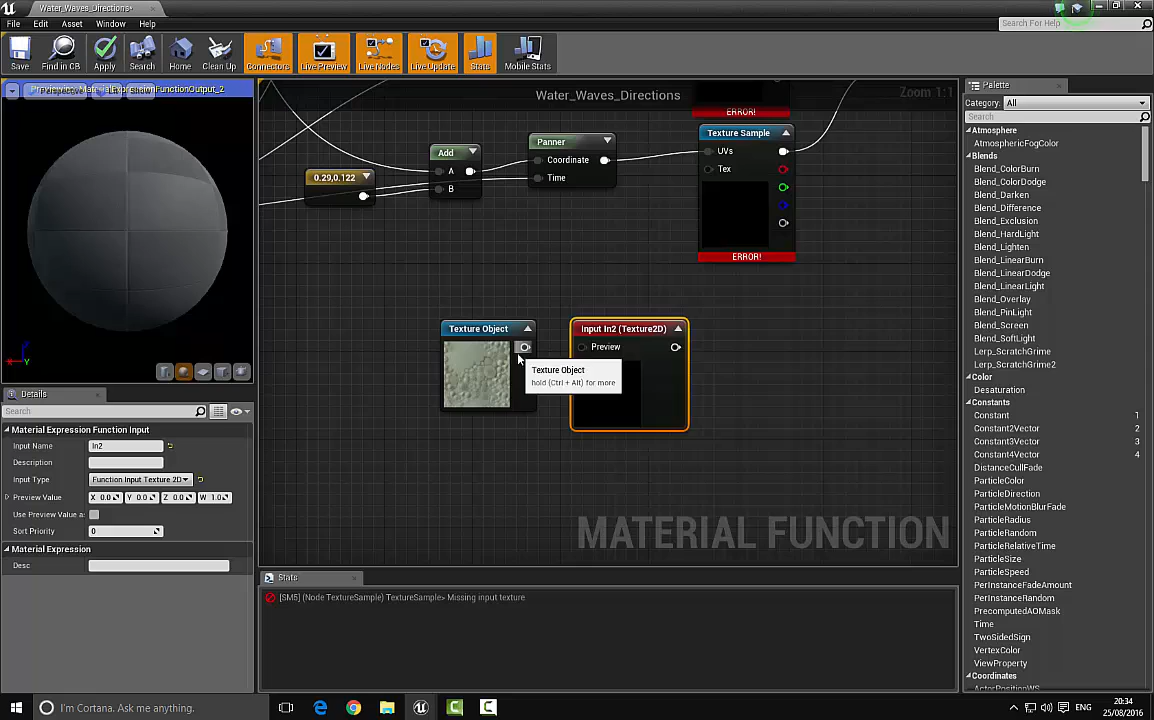 Water_Waves_Directions*
File Edit Asset Window Help
Search For Help
Save Find in CB Apply Search Home Clean Up Connectors Live Preview Live Nodes Live Update Stats Mobile Stats
Previewing: MaterialExpressionFunctionOutput_2
Perspective
Water_Waves_Directions
Zoom 1:1
ERROR!
Texture Sample
UVs
Tex
ERROR!
Panner
Coordinate
Time
Add
A
B
0.29,0.122
Texture Object
Input In2 (Texture2D)
Preview
Texture Object
hold (Ctrl + Alt) for more
MATERIAL FUNCTION
Details
Search
Material Expression Function Input
Input Name In2
Description
Input Type Function Input Texture 2D
Preview Value X 0.0 Y 0.0 Z 0.0 W 1.0
Use Preview Value as
Sort Priority 0
Material Expression
Desc
Stats
[SM5] (Node TextureSample) TextureSample> Missing input texture
Palette
Category: All
Search
Atmosphere
AtmosphericFogColor
Blends
Blend_ColorBurn
Blend_ColorDodge
Blend_Darken
Blend_Difference
Blend_Exclusion
Blend_HardLight
Blend_Lighten
Blend_LinearBurn
Blend_LinearDodge
Blend_LinearLight
Blend_Overlay
Blend_PinLight
Blend_Screen
Blend_SoftLight
Lerp_ScratchGrime
Lerp_ScratchGrime2
Color
Desaturation
Constants
Constant 1
Constant2Vector 2
Constant3Vector 3
Constant4Vector 4
DistanceCullFade
ParticleColor
ParticleDirection
ParticleMotionBlurFade
ParticleRadius
ParticleRandom
ParticleRelativeTime
ParticleSize
ParticleSpeed
PerInstanceFadeAmount
PerInstanceRandom
PrecomputedAOMask
Time
TwoSidedSign
VertexColor
ViewProperty
Coordinates
ActorPositionWS
I'm Cortana. Ask me anything.
ENG
20:34
25/08/2016